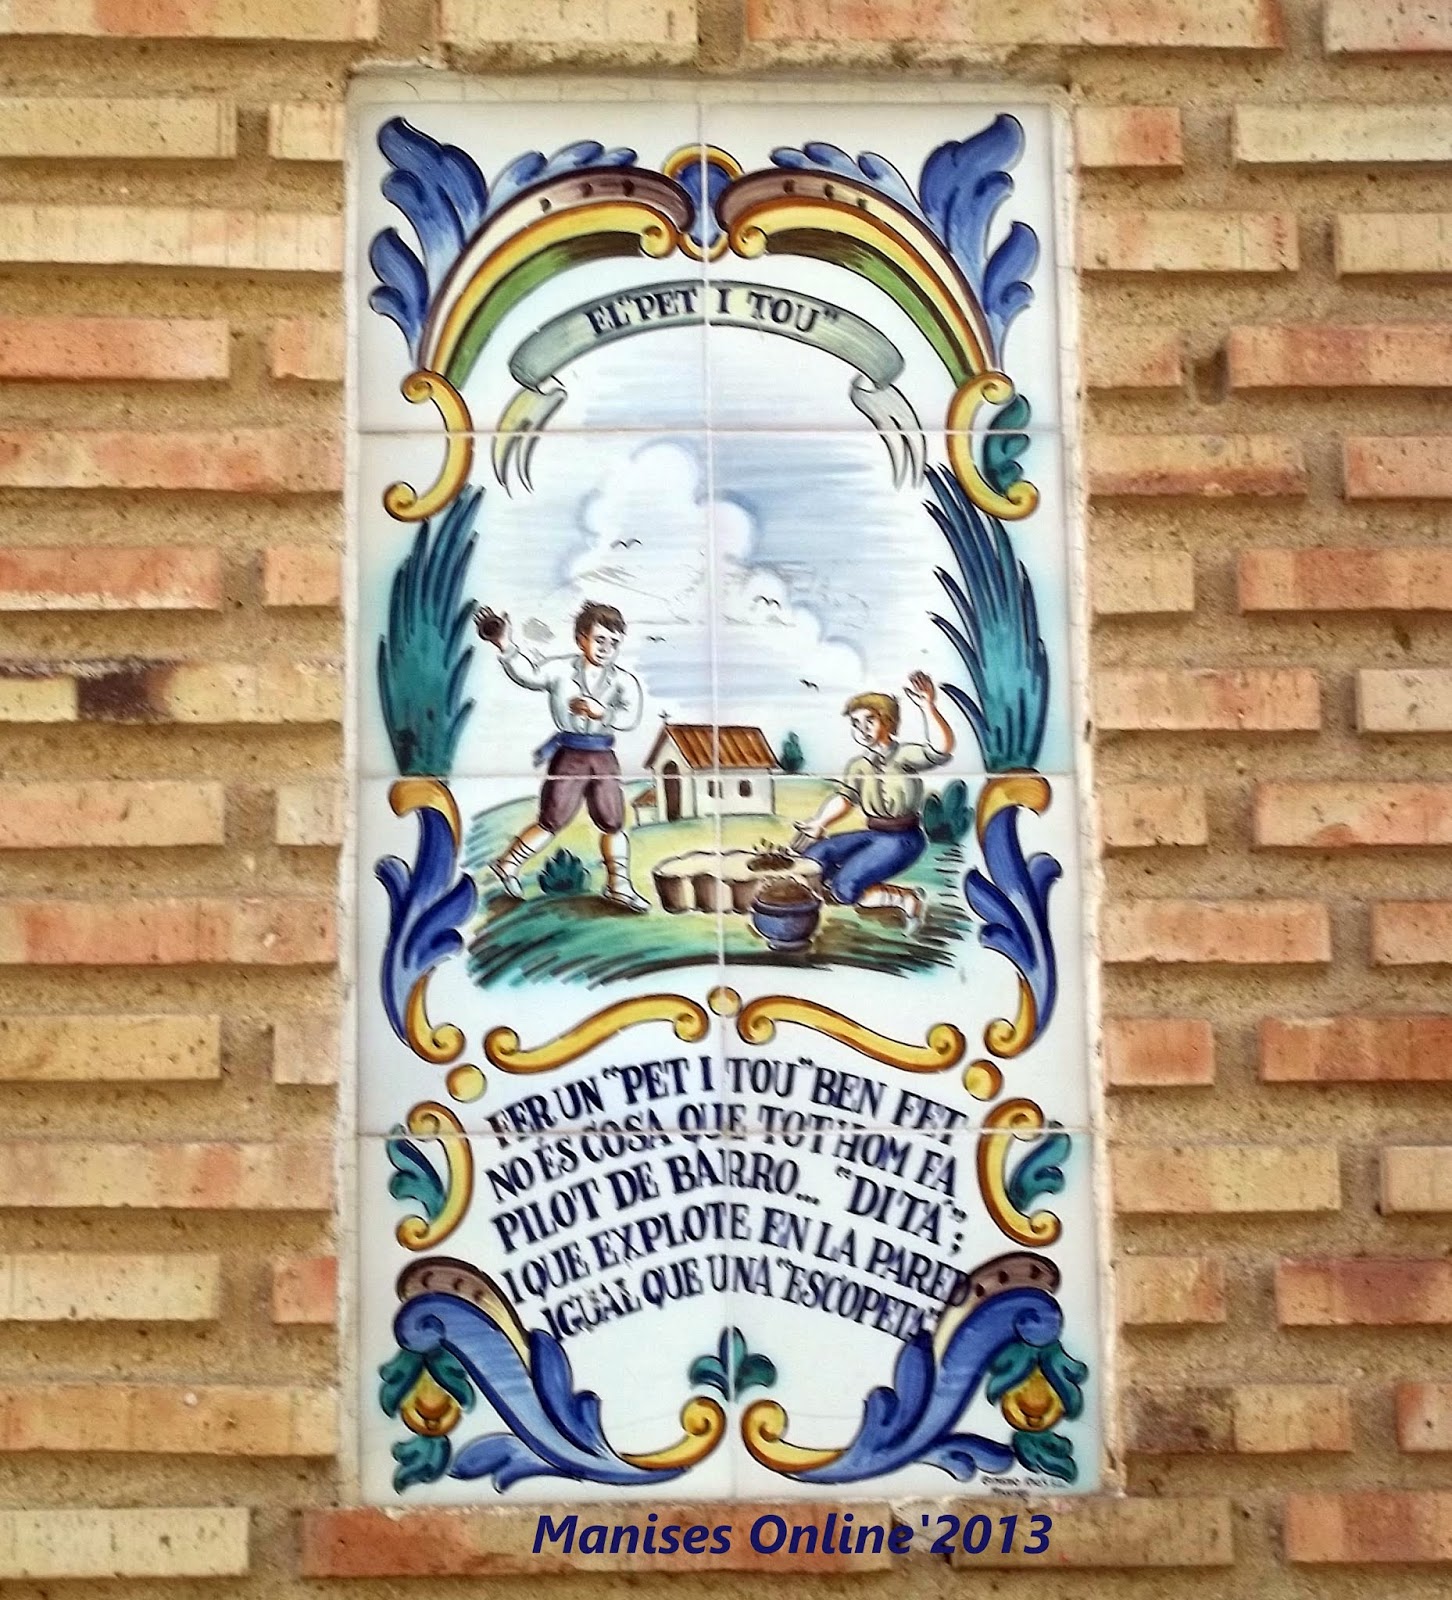 EL "PET I TOU"
FER UN "PET I TOU" BEN FET
NO ÉS COSA QUE TOT HOM FA
PILOT DE BARRO... "DITÁ";
I QUE EXPLOTE EN LA PARED
IGUAL QUE UNA "ESCOPETA"
Manises Online'2013